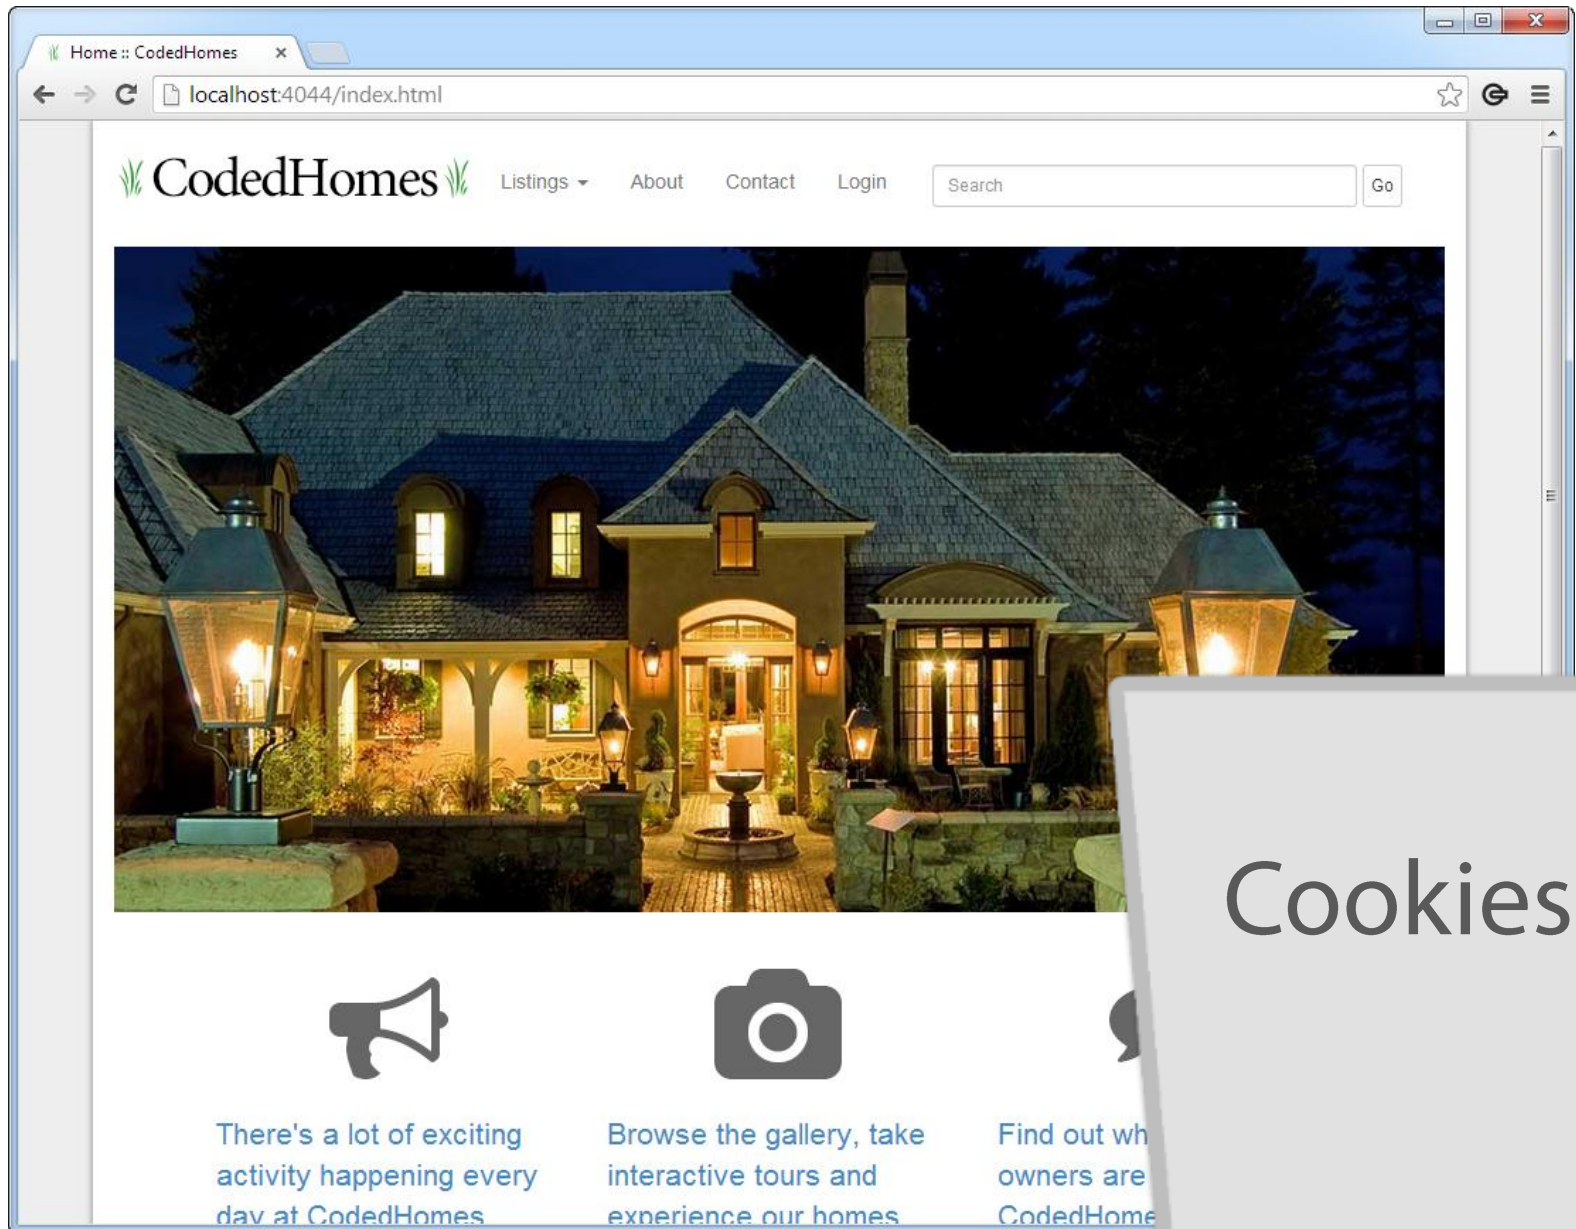 Home :: CodedHomes
localhost:4044/index.html
CodedHomes
Listings
About
Contact
Login
Search
Go
Cookies
There's a lot of exciting
activity happening every
day at CodedHomes
Browse the gallery, take
interactive tours and
experience our homes
Find out wh
owners are
CodedHome